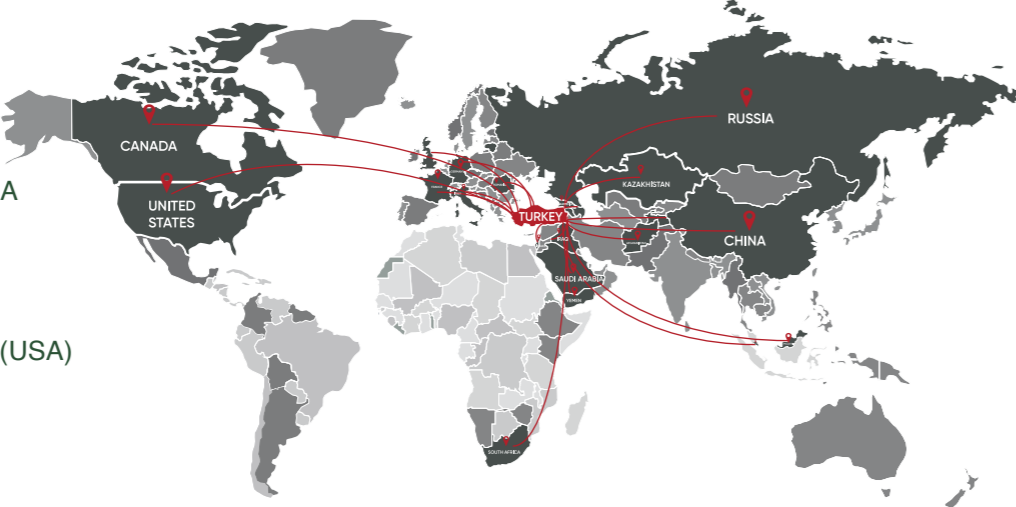 RUSSIA
CANADA
A
KAZAKHSTAN
UNITED
STATES
TURKEY
CHINA
IRAQ
SAUDI ARABIA
YEMEN
(USA)
SOUTH AFRICA